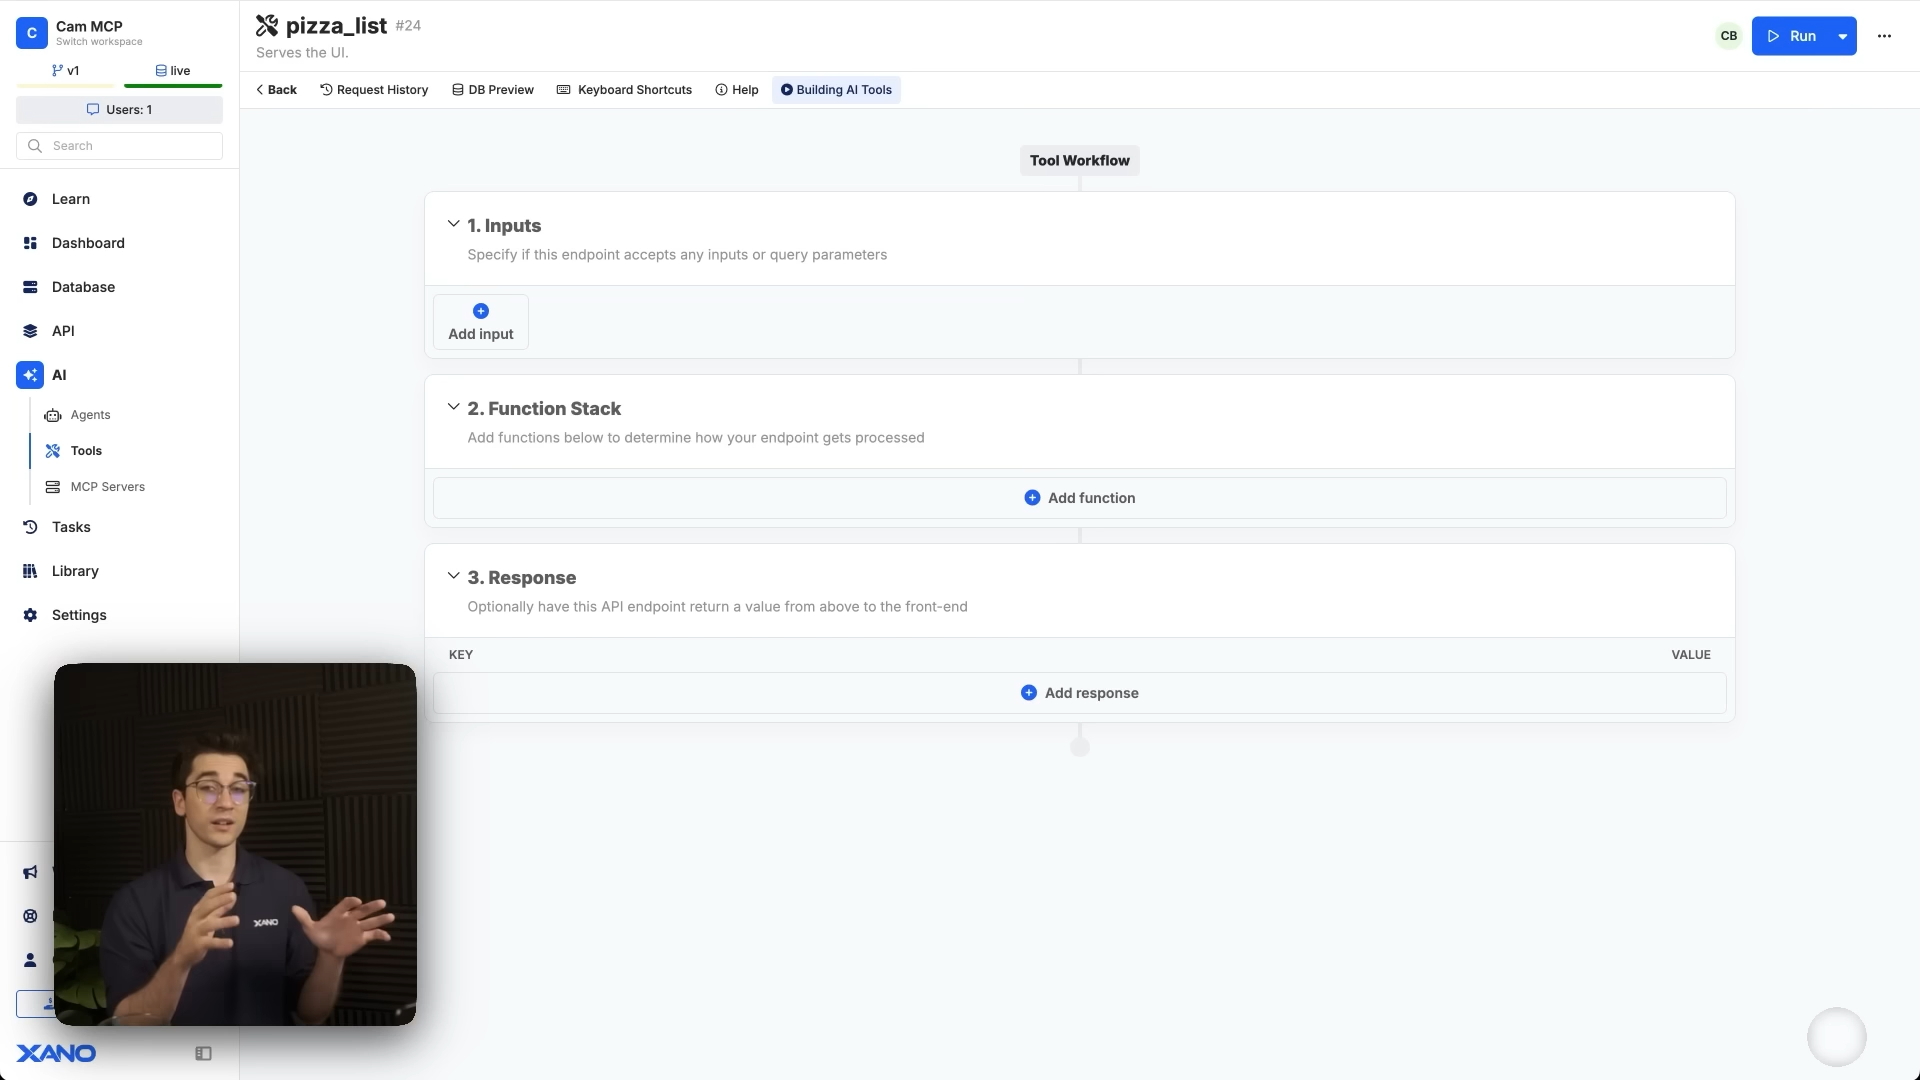 C
Cam MCP
Switch workspace
v1
live
Users: 1
Search
Learn
Dashboard
Database
API
AI
Agents
Tools
MCP Servers
Tasks
Library
Settings
XANO
pizza_list #24
Serves the UI.
CB
Run
Back
Request History
DB Preview
Keyboard Shortcuts
Help
Building AI Tools
Tool Workflow
1. Inputs
Specify if this endpoint accepts any inputs or query parameters
Add input
2. Function Stack
Add functions below to determine how your endpoint gets processed
Add function
3. Response
Optionally have this API endpoint return a value from above to the front-end
KEY
VALUE
Add response
XANO